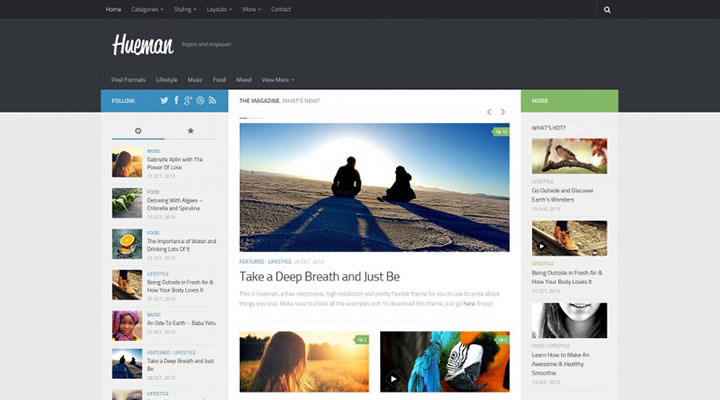 Home Categories Styling Layouts More Contact
Hueman Inspire and empower.
Post Formats Lifestyle Music Food Mixed View More
FOLLOW:
MUSIC
Gabrielle Aplin with The
Power Of Love
31 OCT, 2013
FOOD
Detoxing With Algaes –
Chlorella and Spirulina
31 OCT, 2013
FOOD
The Importance of Water and
Drinking Lots Of It
31 OCT, 2013
LIFESTYLE
Being Outside in Fresh Air &
How Your Body Loves It
31 OCT, 2013
MUSIC
An Ode To Earth – Baba Yetu
31 OCT, 2013
FEATURED / LIFESTYLE
Take a Deep Breath and Just
Be
28 OCT, 2013
LIFESTYLE
THE MAGAZINE. WHAT'S NEW?
FEATURED / LIFESTYLE 28 OCT, 2013
Take a Deep Breath and Just Be
This is Hueman, a free responsive, high resolution and pretty flexible theme for you to use to write about
things you love. Make sure to check all the examples out! To download this theme, just go here. Enjoy!
MORE
WHAT'S HOT?
LIFESTYLE
Go Outside and Discover
Earth's Wonders
LIFESTYLE
Being Outside in Fresh Air &
How Your Body Loves It
31 OCT, 2013
FOOD / LIFESTYLE
Learn How to Make An
Awesome & Healthy
Smoothie